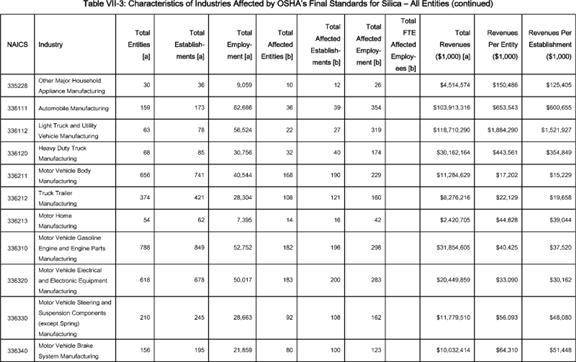 Table VII-3: Characteristics of Industries Affected by OSHA's Final Standards for Silica – All Entities (continued)
NAICS | Industry | Total Entities [a] | Total Establish-ments [a] | Total Employ-ment [a] | Total Affected Entities [b] | Total Affected Establish-ments [b] | Total Affected Employ-ment [b] | Total FTE Affected Employ-ees [b] | Total Revenues ($1,000) [a] | Revenues Per Entity ($1,000) | Revenues Per Establishment ($1,000)
335228 | Other Major Household Appliance Manufacturing | 30 | 36 | 9,059 | 10 | 12 | 26 | | $4,514,574 | $150,486 | $125,405
336111 | Automobile Manufacturing | 159 | 173 | 62,686 | 36 | 39 | 354 | | $103,913,316 | $653,543 | $600,655
336112 | Light Truck and Utility Vehicle Manufacturing | 63 | 78 | 56,524 | 22 | 27 | 319 | | $118,710,290 | $1,884,290 | $1,521,927
336120 | Heavy Duty Truck Manufacturing | 68 | 85 | 30,756 | 32 | 40 | 174 | | $30,162,164 | $443,561 | $354,849
336211 | Motor Vehicle Body Manufacturing | 656 | 741 | 40,544 | 168 | 190 | 229 | | $11,284,629 | $17,202 | $15,229
336212 | Truck Trailer Manufacturing | 374 | 421 | 28,304 | 108 | 121 | 160 | | $8,276,216 | $22,129 | $19,658
336213 | Motor Home Manufacturing | 54 | 62 | 7,395 | 14 | 16 | 42 | | $2,420,705 | $44,828 | $39,044
336310 | Motor Vehicle Gasoline Engine and Engine Parts Manufacturing | 788 | 849 | 52,752 | 182 | 196 | 298 | | $31,854,605 | $40,425 | $37,520
336320 | Motor Vehicle Electrical and Electronic Equipment Manufacturing | 618 | 678 | 50,017 | 183 | 200 | 283 | | $20,449,859 | $33,090 | $30,162
336330 | Motor Vehicle Steering and Suspension Components (except Spring) Manufacturing | 210 | 245 | 28,663 | 92 | 108 | 162 | | $11,779,510 | $56,093 | $48,080
336340 | Motor Vehicle Brake System Manufacturing | 156 | 195 | 21,859 | 80 | 100 | 123 | | $10,032,414 | $64,310 | $51,448